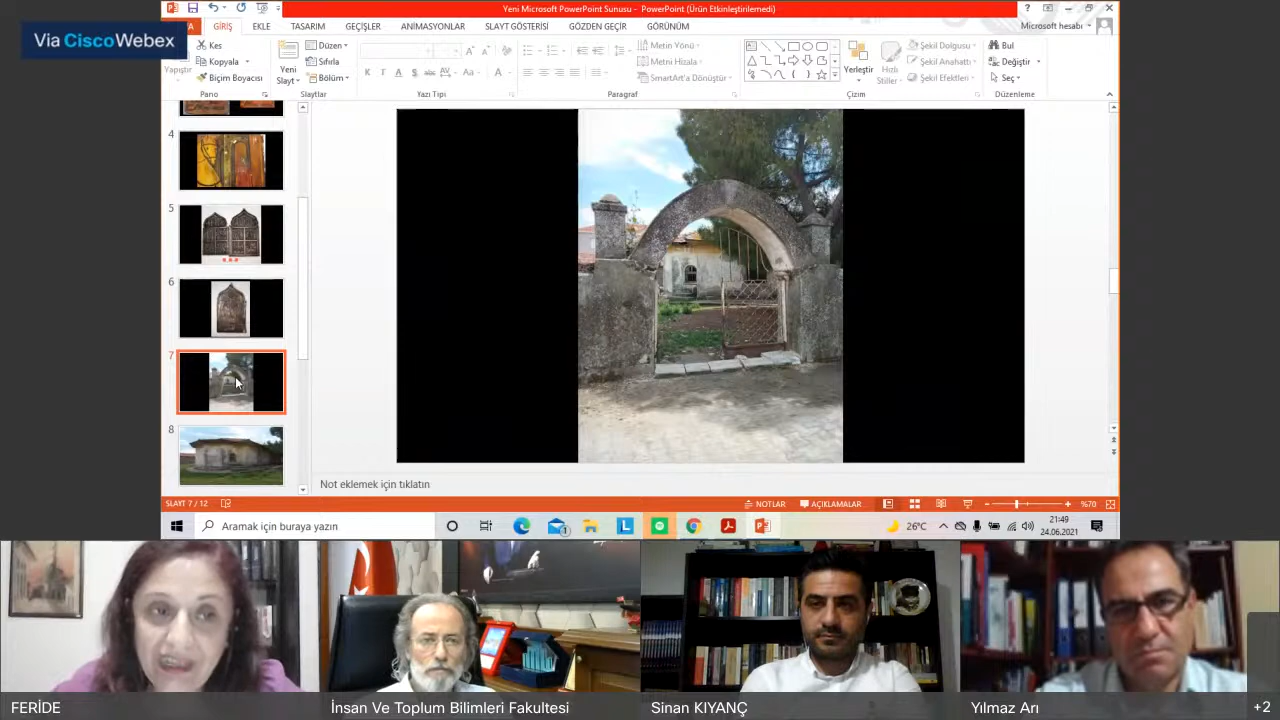 Yeni Microsoft PowerPoint Sunusu - PowerPoint (Ürün Etkinleştirilemedi)
Via CiscoWebex
GİRİŞ EKLE TASARIM GEÇİŞLER ANİMASYONLAR SLAYT GÖSTERİSİ GÖZDEN GEÇİR GÖRÜNÜM Microsoft hesabı
Yapıştır
Kes
Kopyala
Biçim Boyacısı
Pano
Yeni
Slayt
Düzen
Sıfırla
Bölüm
Slaytlar
K T A S abc AV Aa A
Yazı Tipi
Metin Yönü
Metni Hizala
SmartArt'a Dönüştür
Paragraf
Yerleştir
Hızlı
Stiller
Şekil Dolgusu
Şekil Anahattı
Şekil Efektleri
Çizim
Bul
Değiştir
Seç
Düzenleme
4
5
6
7
8
Not eklemek için tıklatın
SLAYT 7 / 12 NOTLAR AÇIKLAMALAR %70
Aramak için buraya yazın
26°C
21:49
24.06.2021
FERİDE
İnsan Ve Toplum Bilimleri Fakultesi
Sinan KIYANÇ
Yılmaz Arı
+2